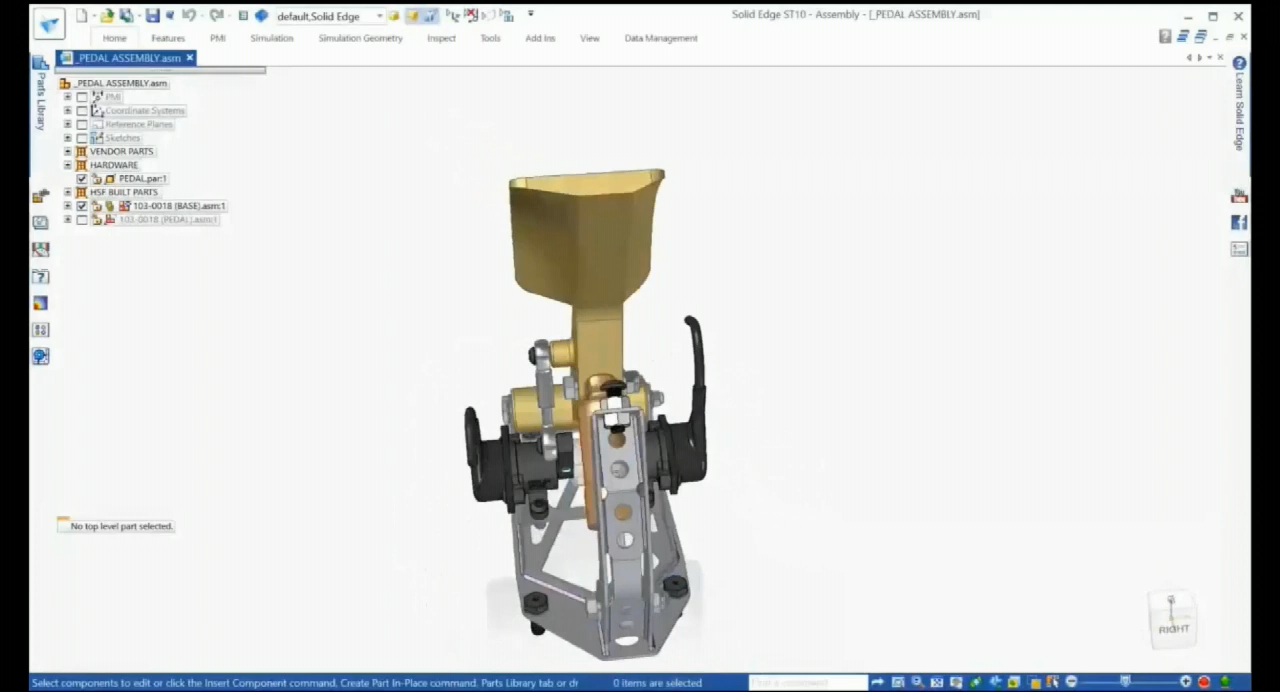 default,Solid Edge
Solid Edge ST10 - Assembly - [_PEDAL ASSEMBLY.asm]
Home Features PMI Simulation Simulation Geometry Inspect Tools Add Ins View Data Management
_PEDAL ASSEMBLY.asm
Parts Library
_PEDAL ASSEMBLY.asm
PMI
Coordinate Systems
Reference Planes
Sketches
VENDOR PARTS
HARDWARE
PEDAL.par:1
HSF BUILT PARTS
103-0018 (BASE).asm:1
103-0018 (PEDAL).asm:1
Learn Solid Edge
You
Tube
No top level part selected.
RIGHT
Select components to edit or click the Insert Component command. Create Part In-Place command. Parts Library tab or dr
0 items are selected